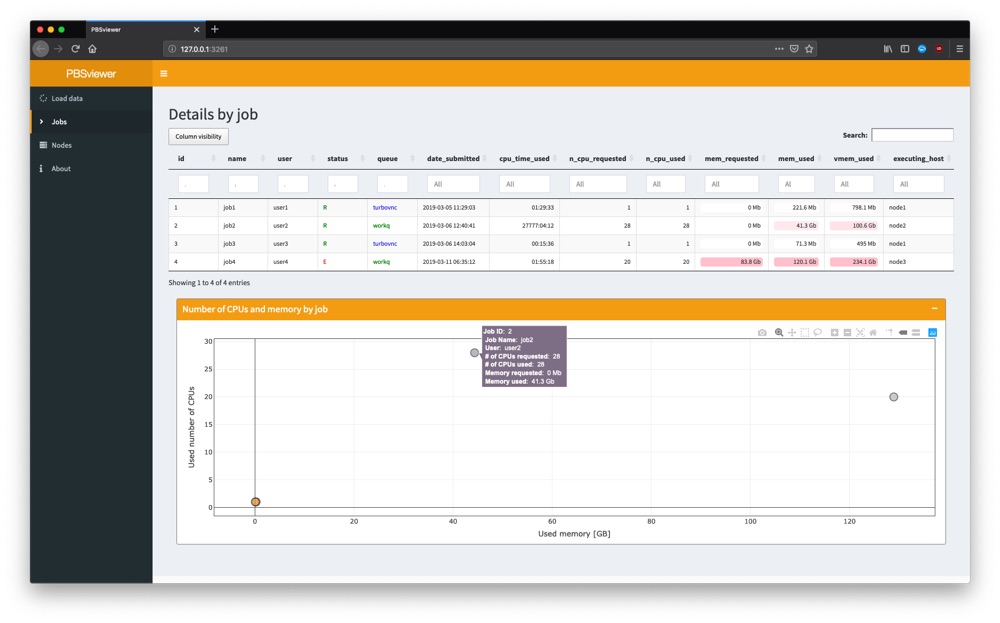 PBSviewer
127.0.0.1:3261
PBSviewer
Load data
Jobs
Nodes
About
Details by job
Column visibility
Search:
id name user status queue date_submitted cpu_time_used n_cpu_requested n_cpu_used mem_requested mem_used vmem_used executing_host
. . . . . All All All All All Al All All
1 job1 user1 R turbovnc 2019-03-05 11:29:03 01:29:33 1 1 0 Mb 221.6 Mb 798.1 Mb node1
2 job2 user2 R workq 2019-03-06 12:40:41 27777:04:12 28 28 0 Mb 41.3 Gb 100.6 Gb node2
3 job3 user3 R turbovnc 2019-03-06 14:03:04 00:15:36 1 1 0 Mb 71.3 Mb 495 Mb node1
4 job4 user4 E workq 2019-03-11 06:35:12 01:55:18 20 20 83.8 Gb 120.1 Gb 234.1 Gb node3
Showing 1 to 4 of 4 entries
Number of CPUs and memory by job
Job ID: 2
Job Name: job2
User: user2
# of CPUs requested: 28
# of CPUs used: 28
Memory requested: 0 Mb
Memory used: 41.3 Gb
Used number of CPUs
30
25
20
15
10
5
0
0 20 40 60 80 100 120
Used memory [GB]